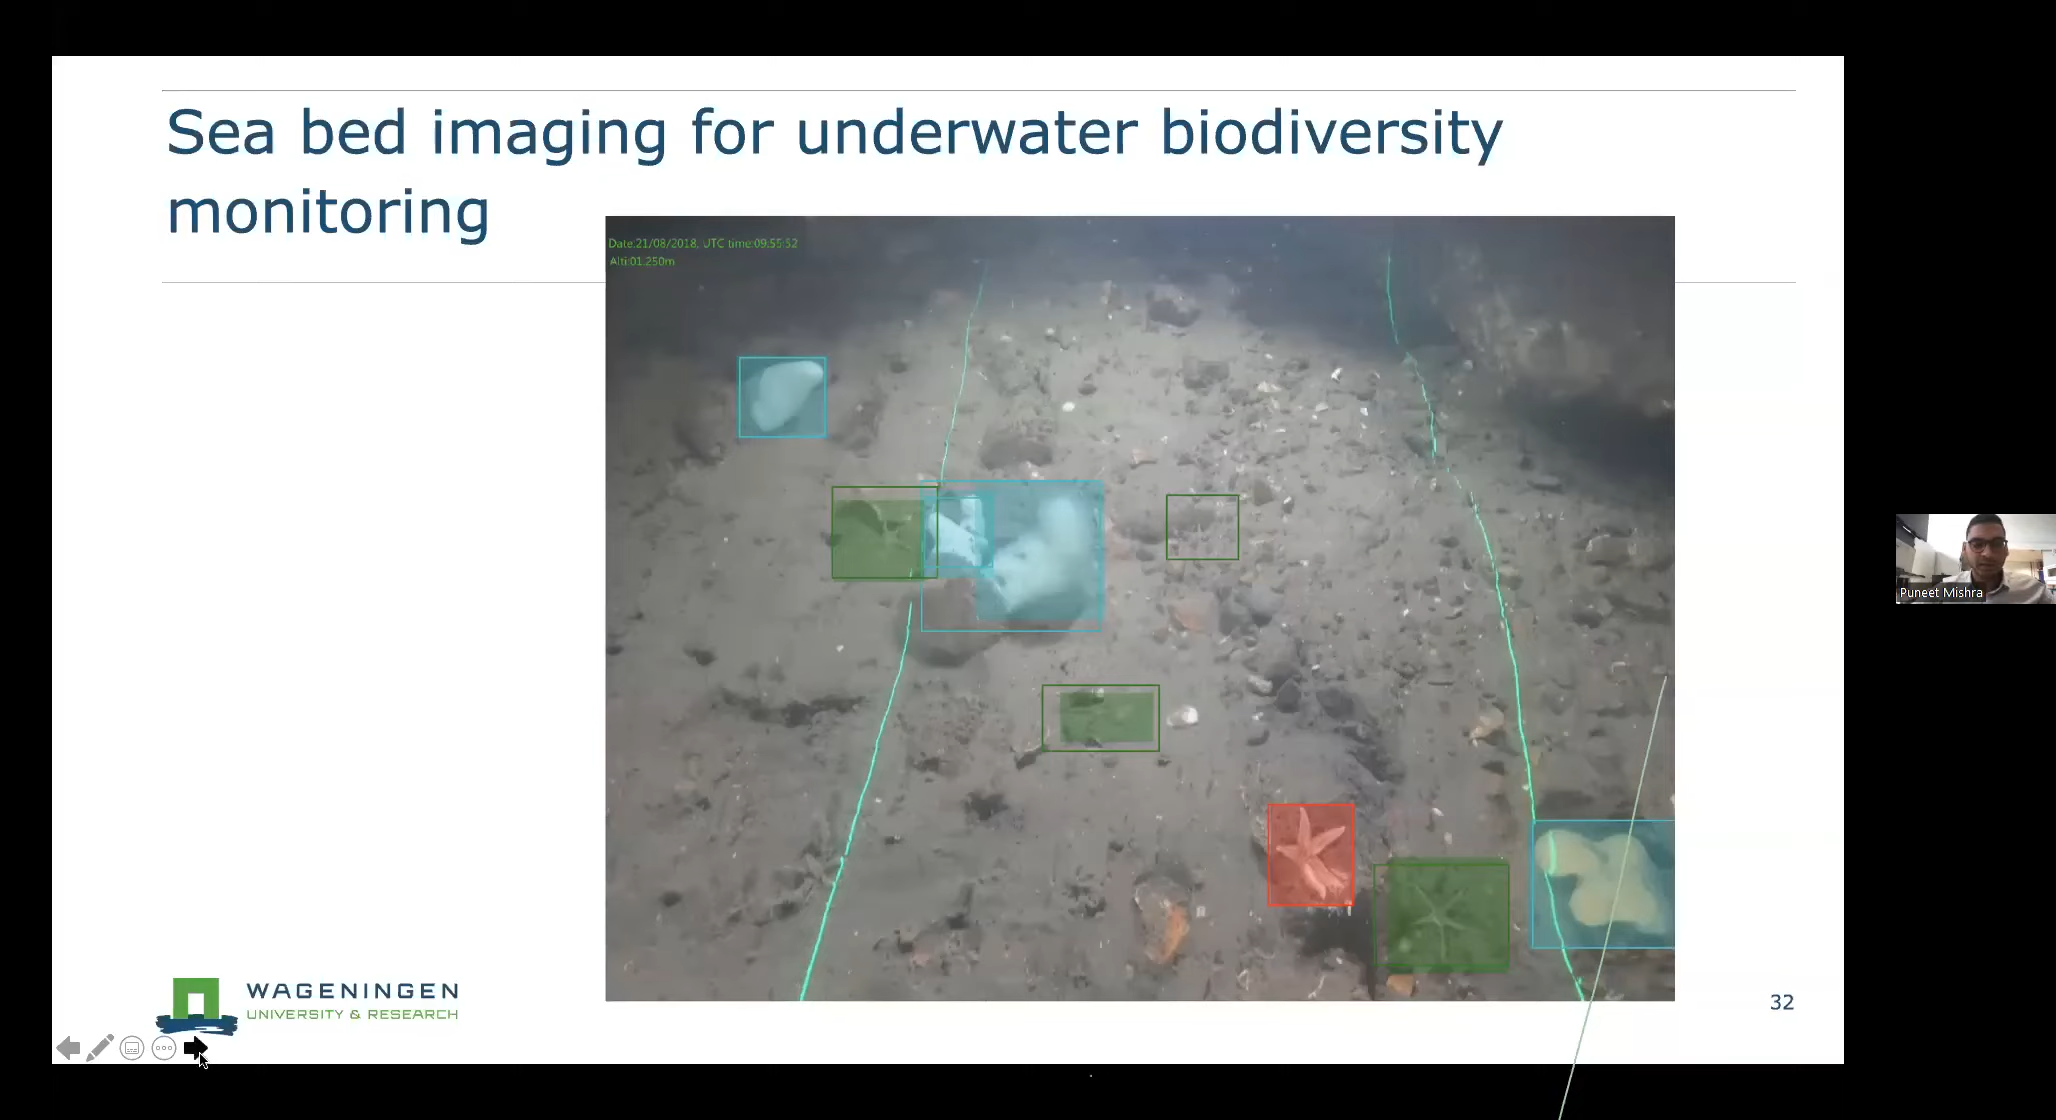 Sea bed imaging for underwater biodiversity
monitoring
Date:21/08/2018, UTC time:09:55:52
Alti:01.250m
Puneet Mishra
WAGENINGEN
UNIVERSITY & RESEARCH
32